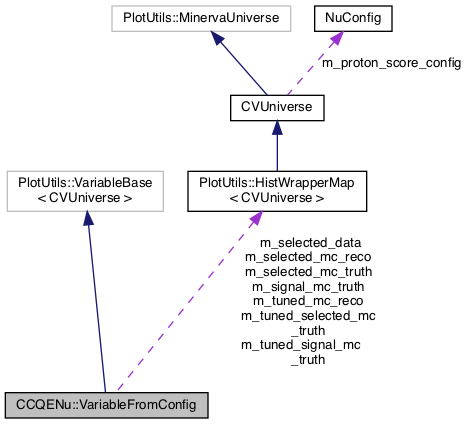 PlotUtils::MinervaUniverse
NuConfig
m_proton_score_config
CVUniverse
PlotUtils::VariableBase
< CVUniverse >
PlotUtils::HistWrapperMap
< CVUniverse >
m_selected_data
m_selected_mc_reco
m_selected_mc_truth
m_signal_mc_truth
m_tuned_mc_reco
m_tuned_selected_mc
_truth
m_tuned_signal_mc
_truth
CCQENu::VariableFromConfig